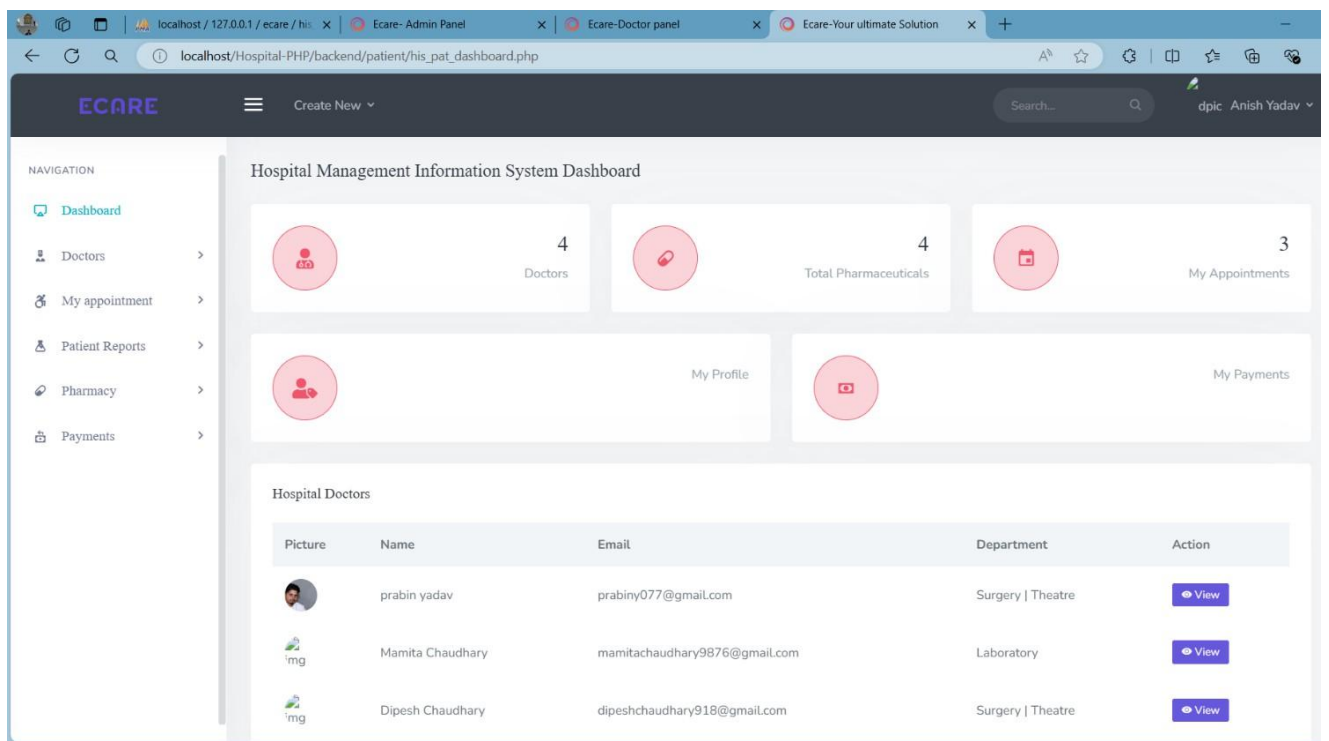 localhost / 127.0.0.1 / ecare / his_
Ecare- Admin Panel
Ecare-Doctor panel
Ecare-Your ultimate Solution
localhost/Hospital-PHP/backend/patient/his_pat_dashboard.php
ECARE
Create New
Search...
dpic Anish Yadav
NAVIGATION
Dashboard
Doctors
My appointment
Patient Reports
Pharmacy
Payments
Hospital Management Information System Dashboard
4
Doctors
4
Total Pharmaceuticals
3
My Appointments
My Profile
My Payments
Hospital Doctors
Picture Name Email Department Action
prabin yadav prabiny077@gmail.com Surgery | Theatre View
img Mamita Chaudhary mamitachaudhary9876@gmail.com Laboratory View
img Dipesh Chaudhary dipeshchaudhary918@gmail.com Surgery | Theatre View